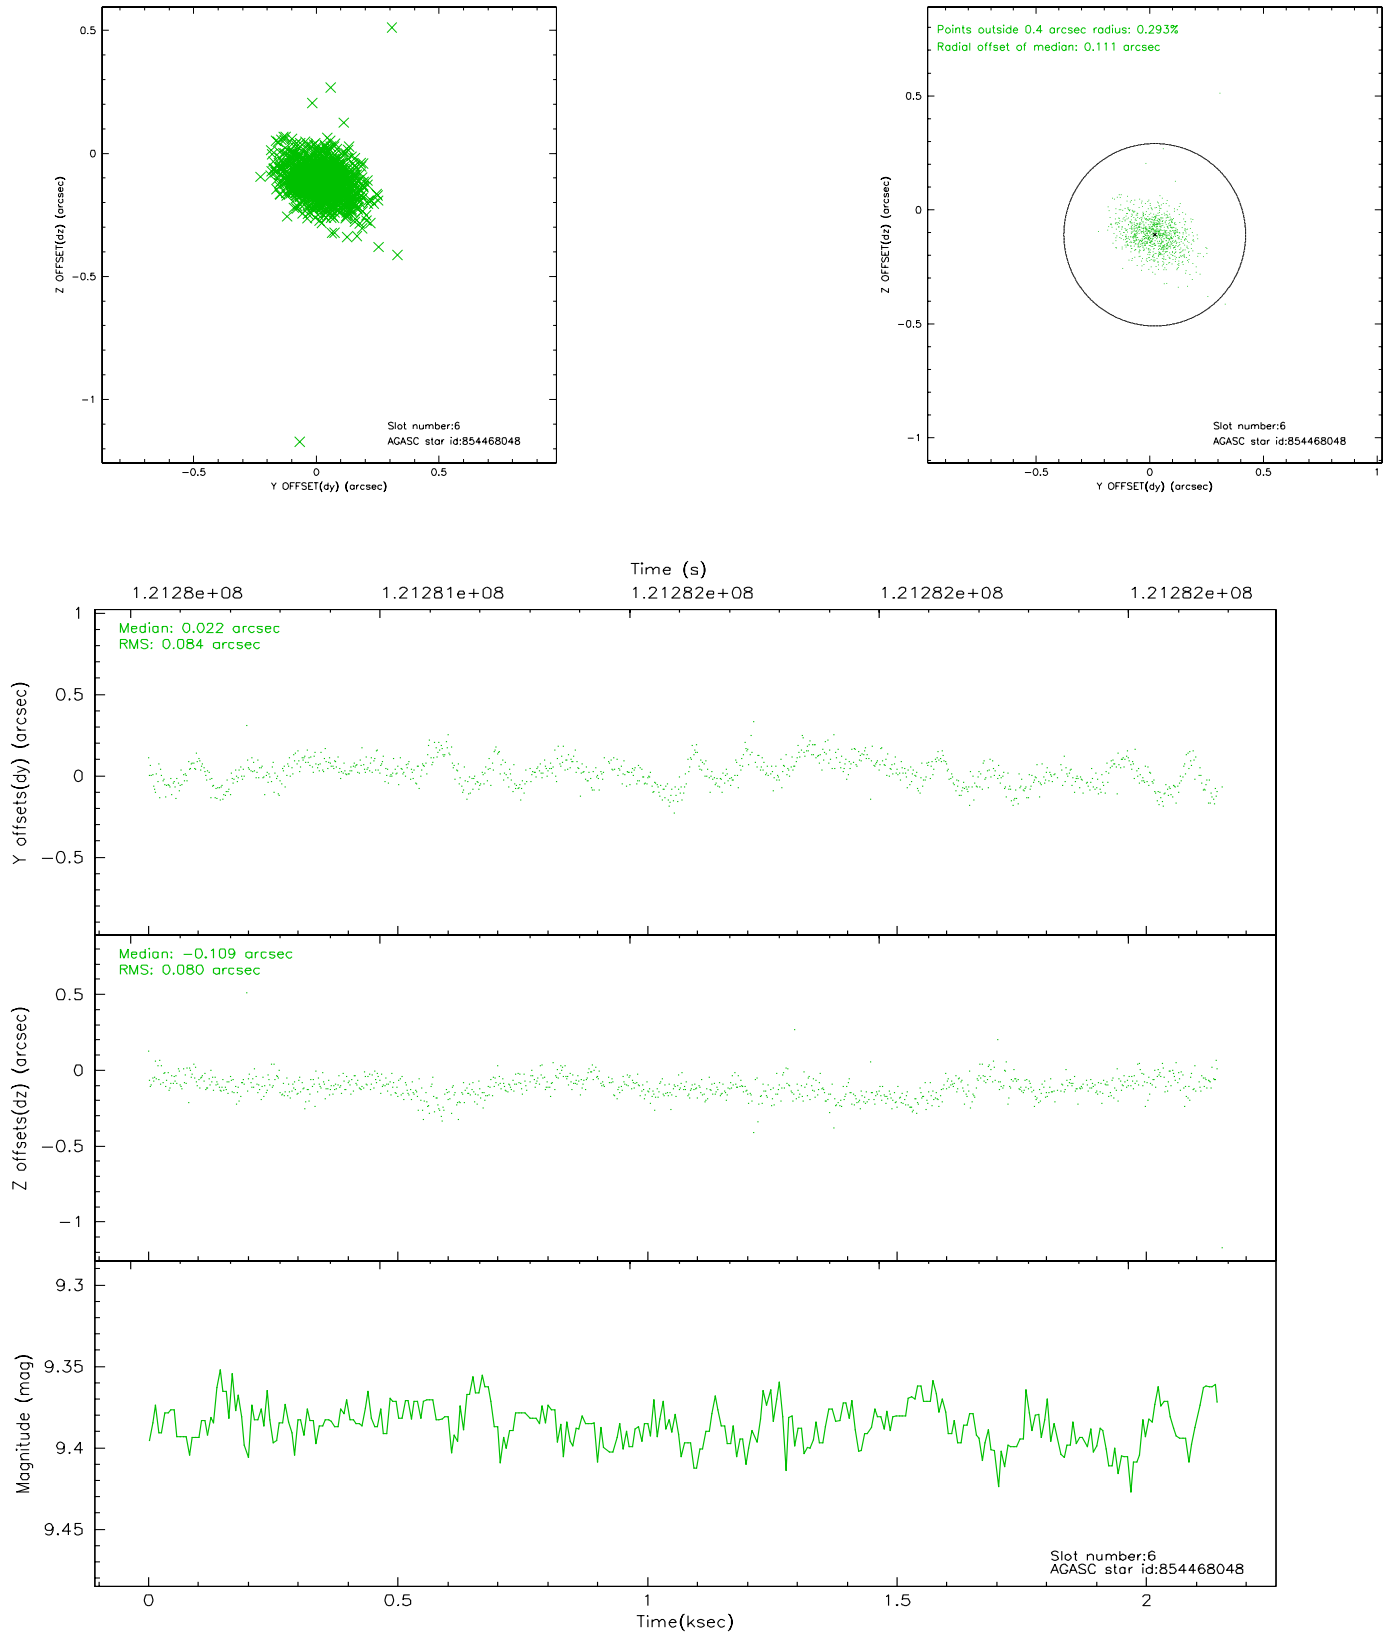 0.5
0
-0.5
-1
Z OFFSET(dz) (arcsec)
Slot number:6
AGASC star id:854468048
-0.5 0 0.5
Y OFFSET(dy) (arcsec)
Points outside 0.4 arcsec radius: 0.293%
Radial offset of median: 0.111 arcsec
0.5
0
-0.5
-1
Z OFFSET(dz) (arcsec)
Slot number:6
AGASC star id:854468048
-0.5 0 0.5 1
Y OFFSET(dy) (arcsec)
Time (s)
1.2128e+08 1.21281e+08 1.21282e+08 1.21282e+08 1.21282e+08
Median: 0.022 arcsec
RMS: 0.084 arcsec
1
0.5
0
-0.5
Y offsets(dy) (arcsec)
Median: -0.109 arcsec
RMS: 0.080 arcsec
0.5
0
-0.5
-1
Z offsets(dz) (arcsec)
9.3
9.35
9.4
9.45
Magnitude (mag)
Slot number:6
AGASC star id:854468048
0 0.5 1 1.5 2
Time(ksec)